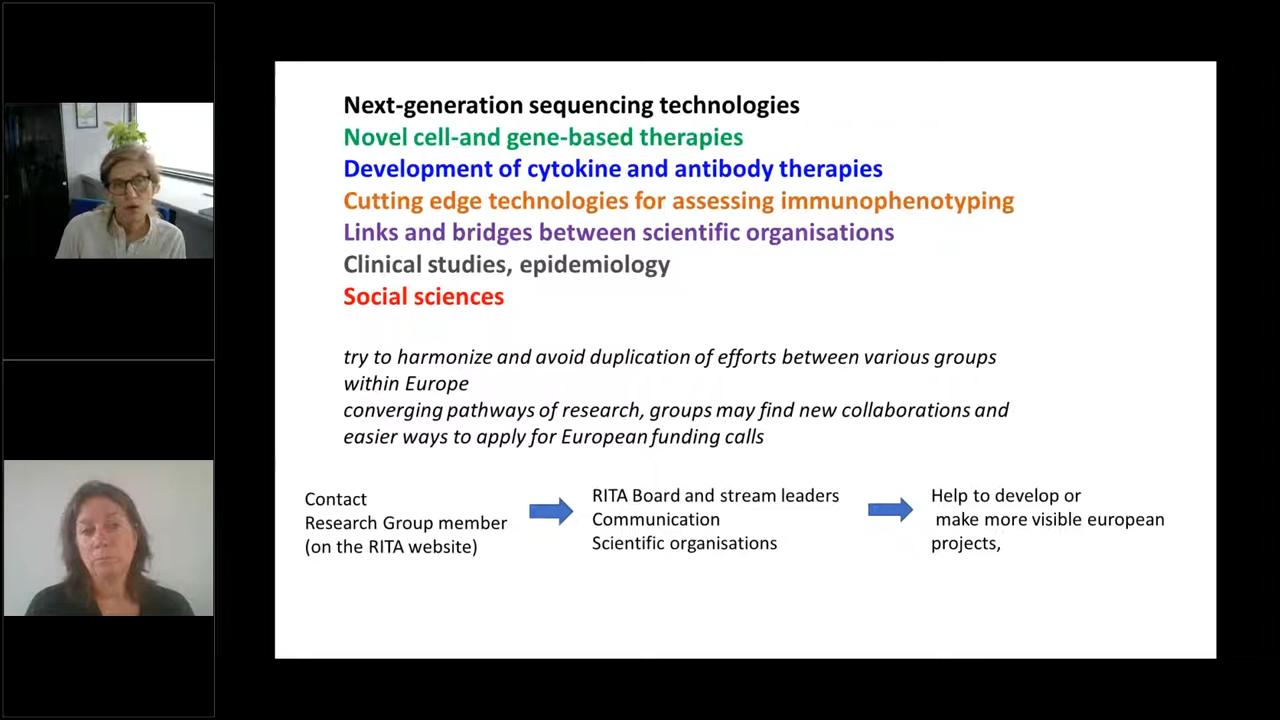 Next-generation sequencing technologies
Novel cell-and gene-based therapies
Development of cytokine and antibody therapies
Cutting edge technologies for assessing immunophenotyping
Links and bridges between scientific organisations
Clinical studies, epidemiology
Social sciences
try to harmonize and avoid duplication of efforts between various groups
within Europe
converging pathways of research, groups may find new collaborations and
easier ways to apply for European funding calls
Contact
Research Group member
(on the RITA website)
RITA Board and stream leaders
Communication
Scientific organisations
Help to develop or
make more visible european
projects,